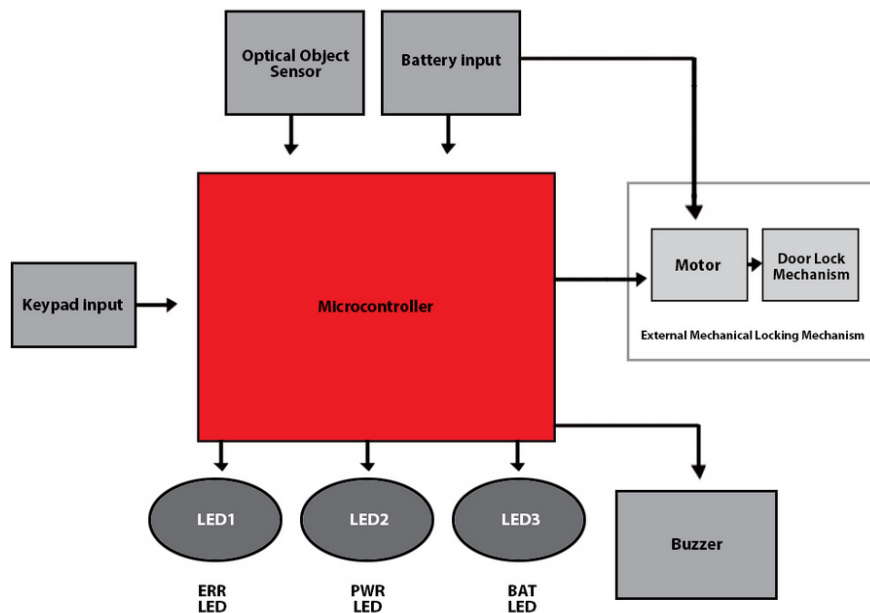 Optical Object
Sensor
Battery input
Keypad input
Microcontroller
Motor
Door Lock
Mechanism
External Mechanical Locking Mechanism
LED1
LED2
LED3
Buzzer
ERR
LED
PWR
LED
BAT
LED